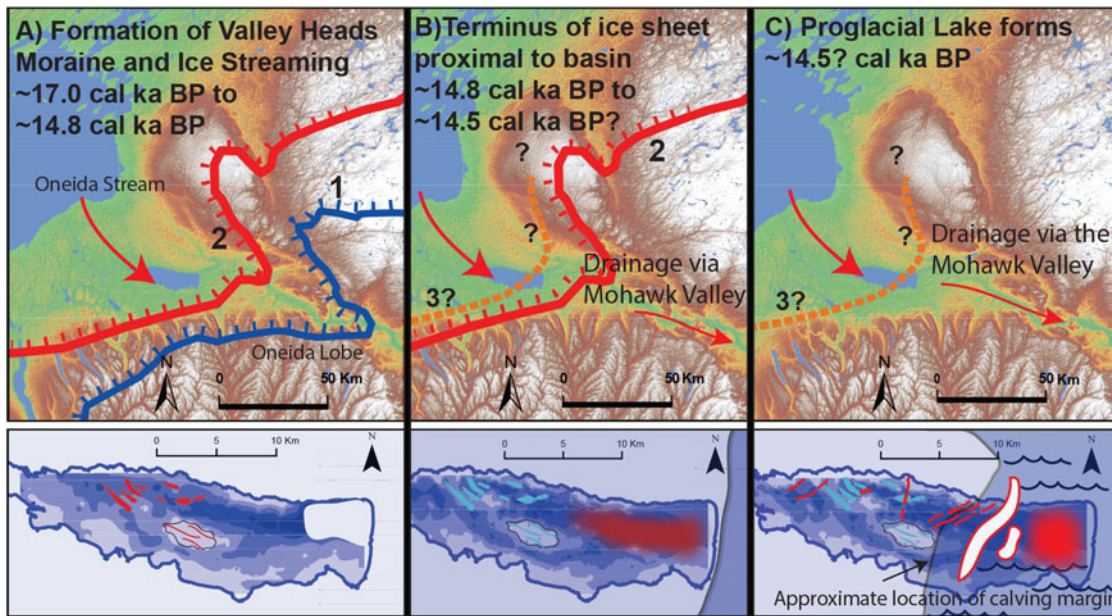 A) Formation of Valley Heads
Moraine and Ice Streaming
~17.0 cal ka BP to
~14.8 cal ka BP
Oneida Stream
1
2
Oneida Lobe
N
0 50 Km
B)Terminus of ice sheet
proximal to basin
~14.8 cal ka BP to
~14.5 cal ka BP?
?
2
?
Drainage via
Mohawk Valley
3?
N
0 50 Km
C) Proglacial Lake forms
~14.5? cal ka BP
?
?
Drainage via the
Mohawk Valley
3?
N
0 50 Km
0 5 10 Km
N
0 5 10 Km
N
0 5 10 Km
N
Approximate location of calving margin